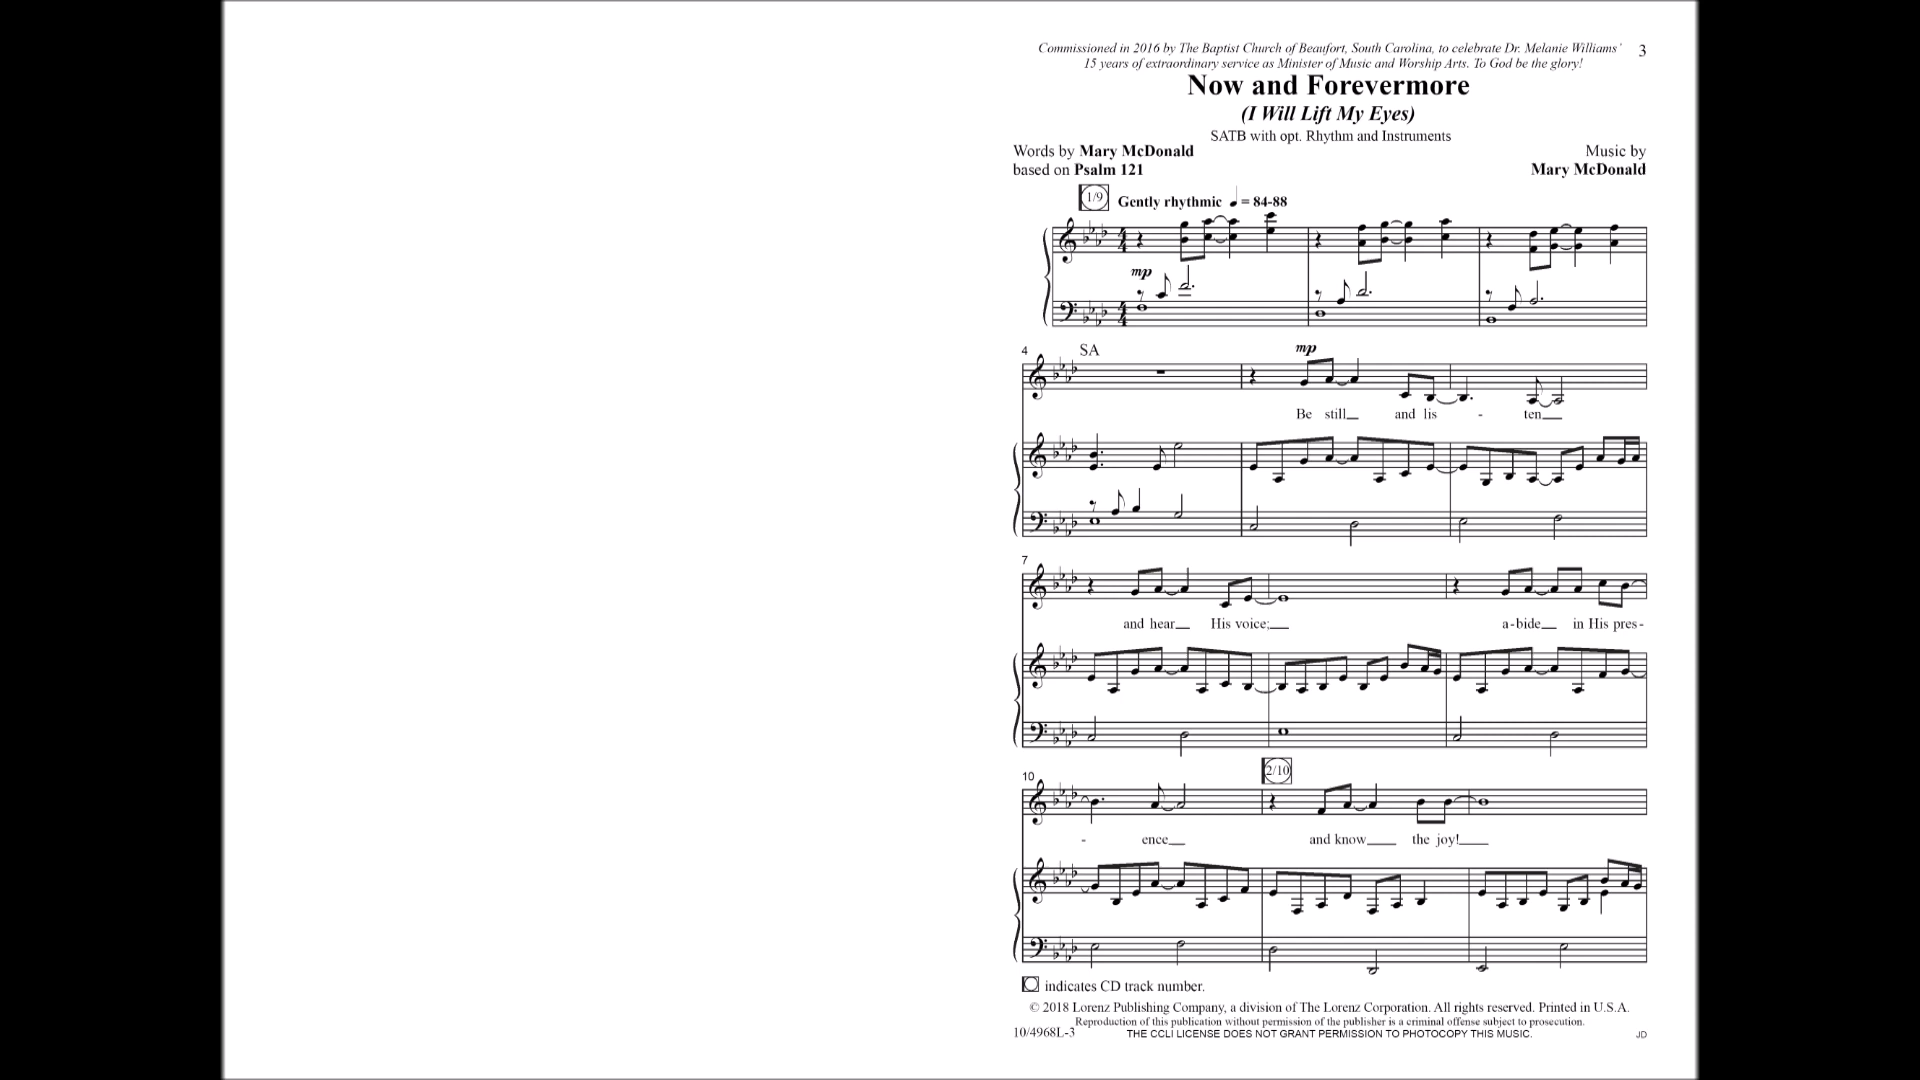 Commissioned in 2016 by The Baptist Church of Beaufort, South Carolina, to celebrate Dr. Melanie Williams' 3
15 years of extraordinary service as Minister of Music and Worship Arts. To God be the glory!
Now and Forevermore
(I Will Lift My Eyes)
SATB with opt. Rhythm and Instruments
Words by Mary McDonald Music by
based on Psalm 121 Mary McDonald
1/9 Gently rhythmic ♩ = 84-88
mp
4 SA mp
Be still and lis - ten
7
and hear His voice; a-bide in His pres-
2/10
10
- ence and know the joy!
indicates CD track number.
© 2018 Lorenz Publishing Company, a division of The Lorenz Corporation. All rights reserved. Printed in U.S.A.
Reproduction of this publication without permission of the publisher is a criminal offense subject to prosecution.
10/4968L-3 THE CCLI LICENSE DOES NOT GRANT PERMISSION TO PHOTOCOPY THIS MUSIC. JD